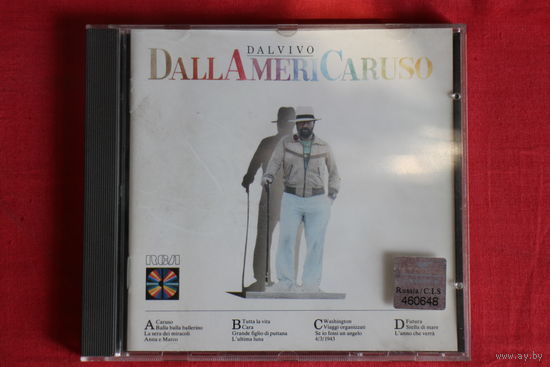 DALVIVO
DALLAMERICARUSO
RCA
Russia / C.I.S
460648
A Caruso
Balla balla ballerino
La sera dei miracoli
Anna e Marco
B Tutta la vita
Cara
Grande figlio di puttana
L'ultima luna
C Washington
Viaggi organizzati
Se io fossi un angelo
4/3/1943
D Futura
Stella di mare
L'anno che verrà
www.ay.by